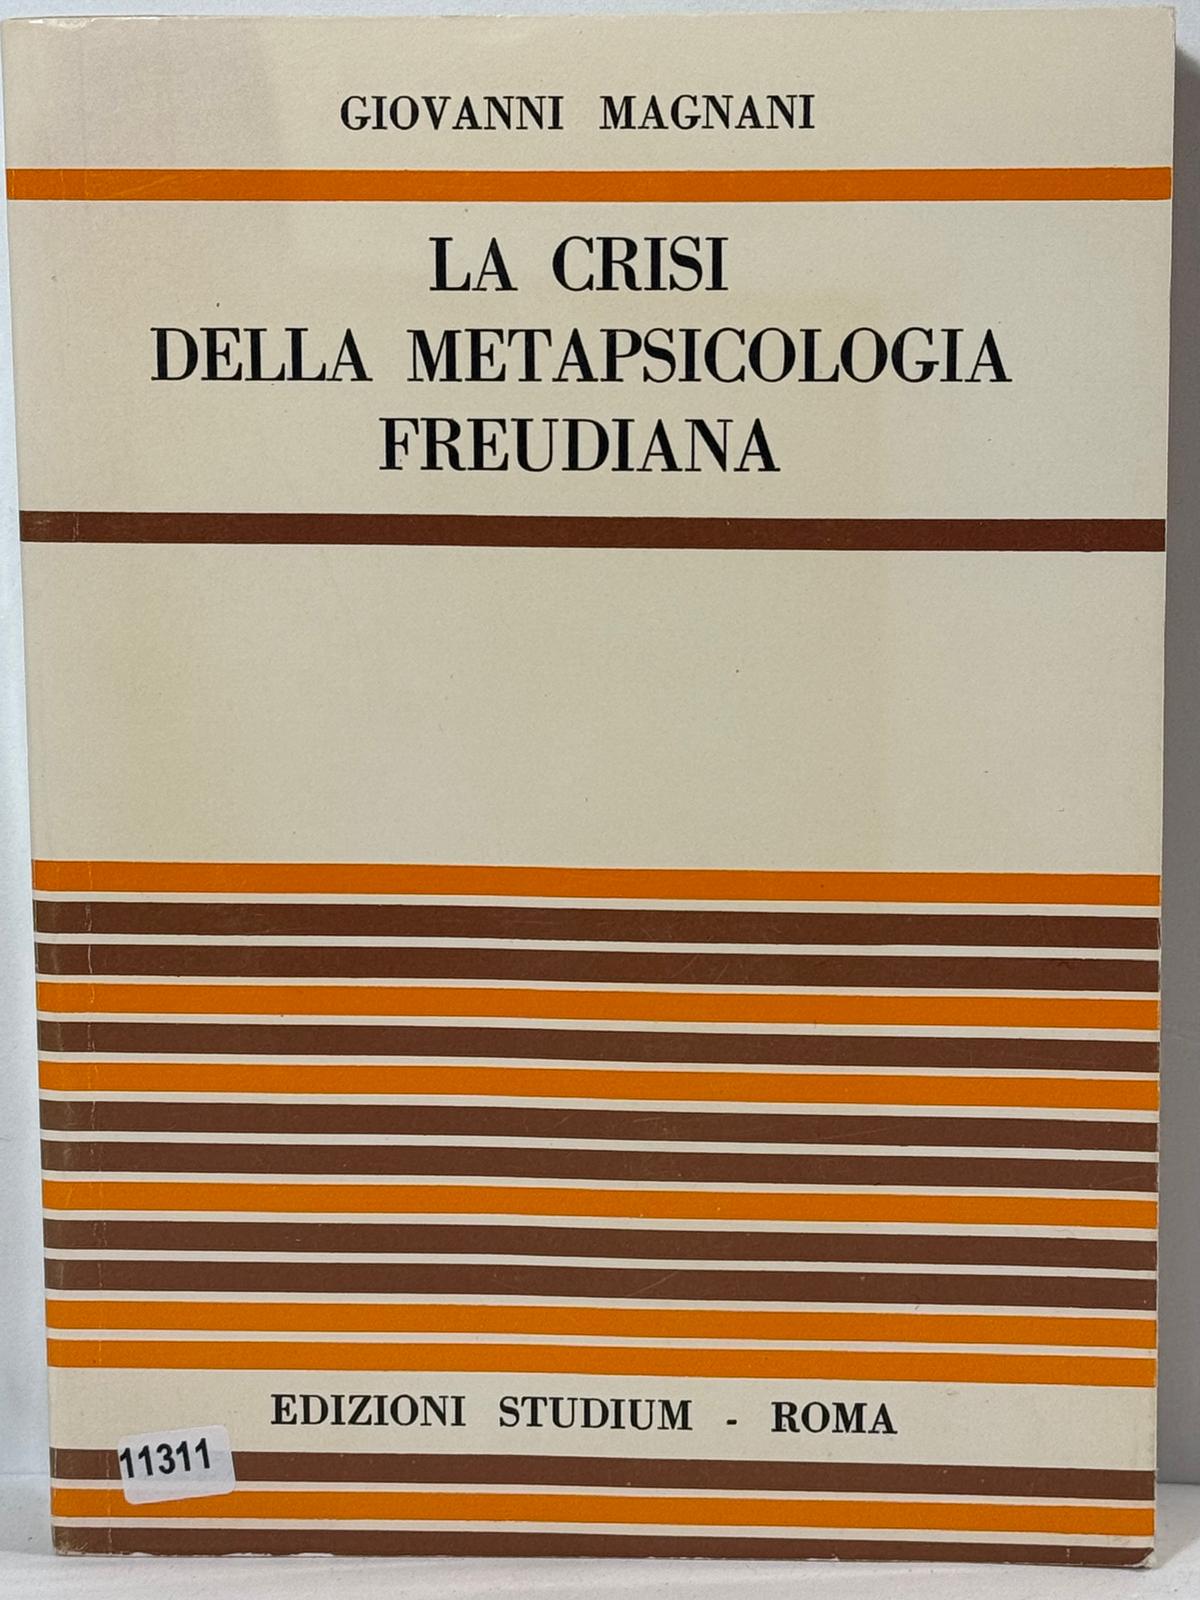 GIOVANNI MAGNANI
LA CRISI
DELLA METAPSICOLOGIA
FREUDIANA
EDIZIONI STUDIUM - ROMA
11311